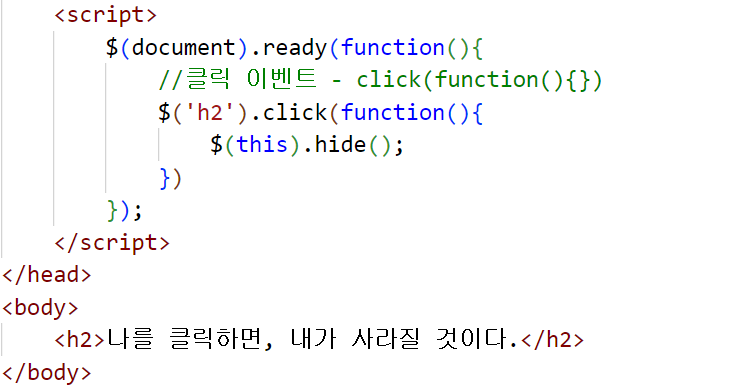 <script>
$(document).ready(function(){
//클릭 이벤트 - click(function(){})
$('h2').click(function(){
$(this).hide();
})
});
</script>
</head>
<body>
<h2>나를 클릭하면, 내가 사라질 것이다.</h2>
</body>